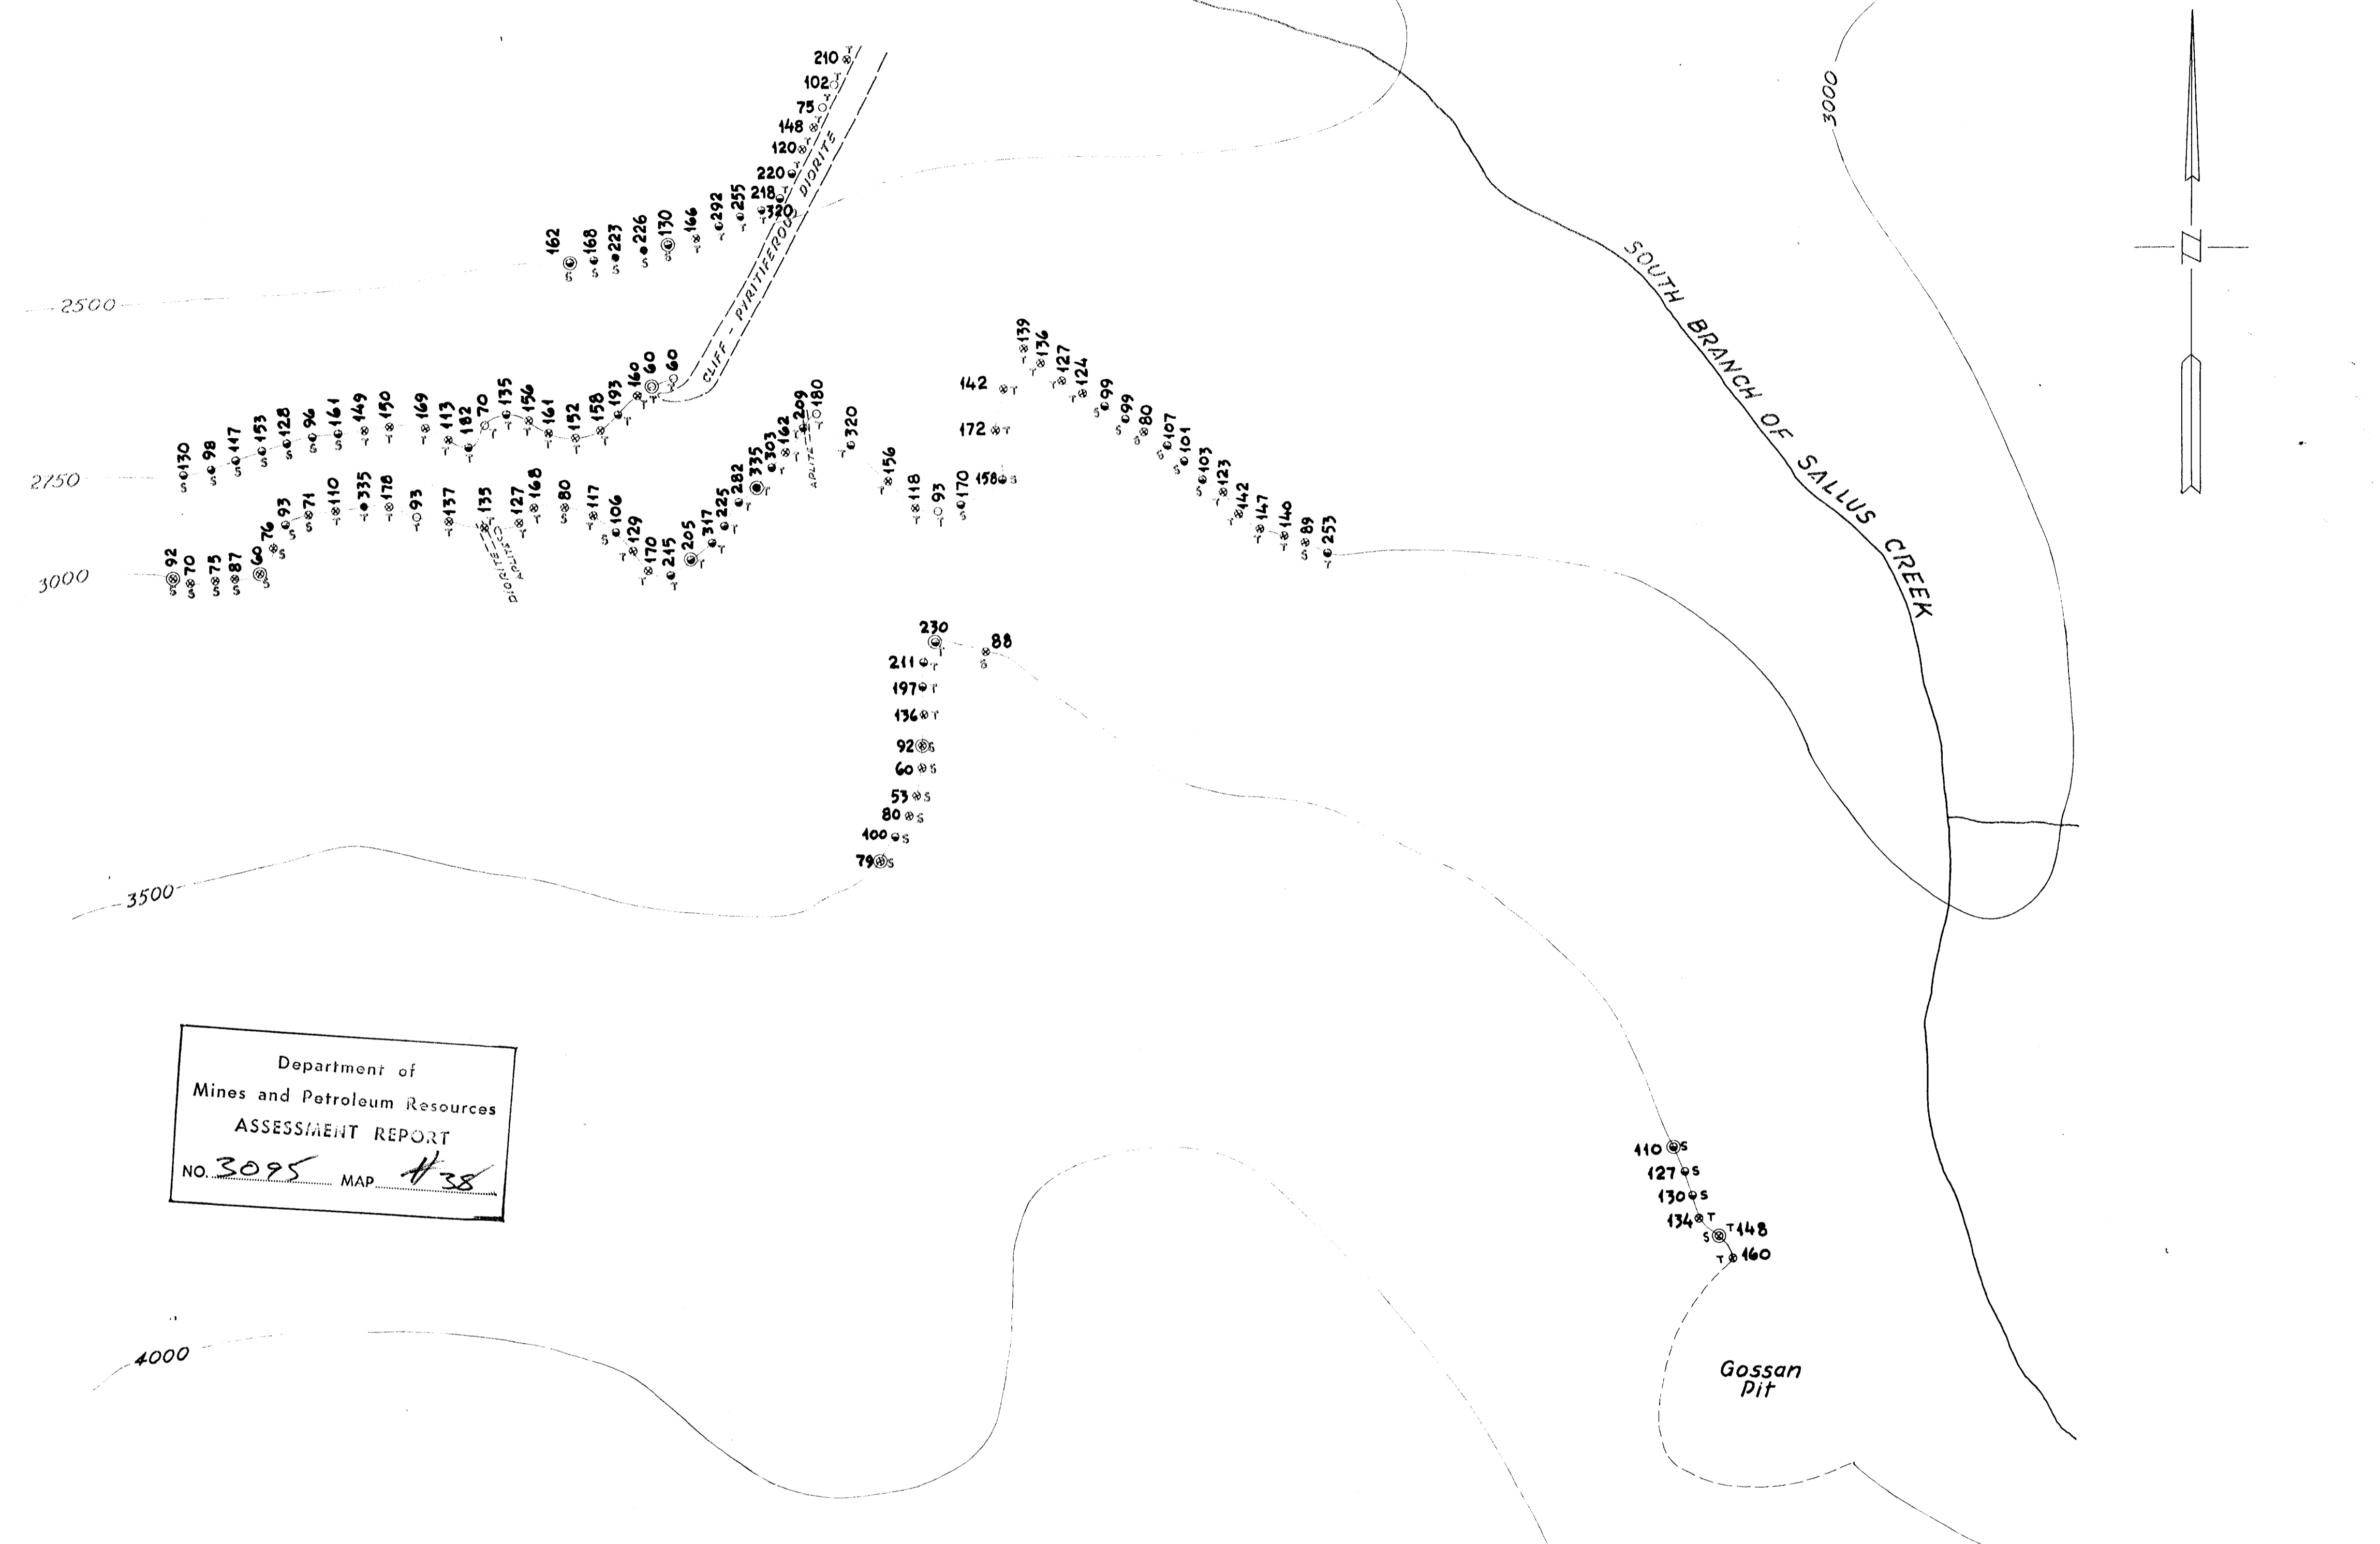 210 T
102 T
75 T
148 T
120 T
220 T
218 T
320 T
162 S
168 S
223 S
226 S
130 S
166 T
292 T
255 T
CLIFF - PYRITIFEROUS DIORITE
2500
3000
N
SOUTH BRANCH OF SALLUS CREEK
2750
130 S
98 S
117 S
153 S
128 S
96 S
161 S
149 T
150 T
169 T
113 T
182 T
70 T
135 T
156 T
161 T
152 T
158 T
193 T
160 T
60 T
60 T
3000
92 S
70 S
75 S
87 S
60 S
76 S
93 S
71 S
110 T
335 T
178 T
93 T
137 T
135 T
DIORITE
APLITE
127 T
168 T
80 S
117 T
106 S
129 T
170 T
215 T
205 T
317 T
225 T
282 T
335 T
303 T
162 T
209 T
APLITE
180 T
320 T
156 T
118 T
93 T
170 S
158 S
172 T
142 T
139 T
136 T
127 T
124 T
99 S
99 S
80 S
107 S
101 S
103 S
123 T
142 T
147 T
140 T
89 S
253 T
230 T
88 S
211 T
197 T
136 T
92 S
60 S
53 S
80 S
100 S
79 S
3500
Department of
Mines and Petroleum Resources
ASSESSMENT REPORT
NO. 3095 MAP #38
110 S
127 S
130 S
134 T
S T 148
T 160
Gossan
Pit
4000